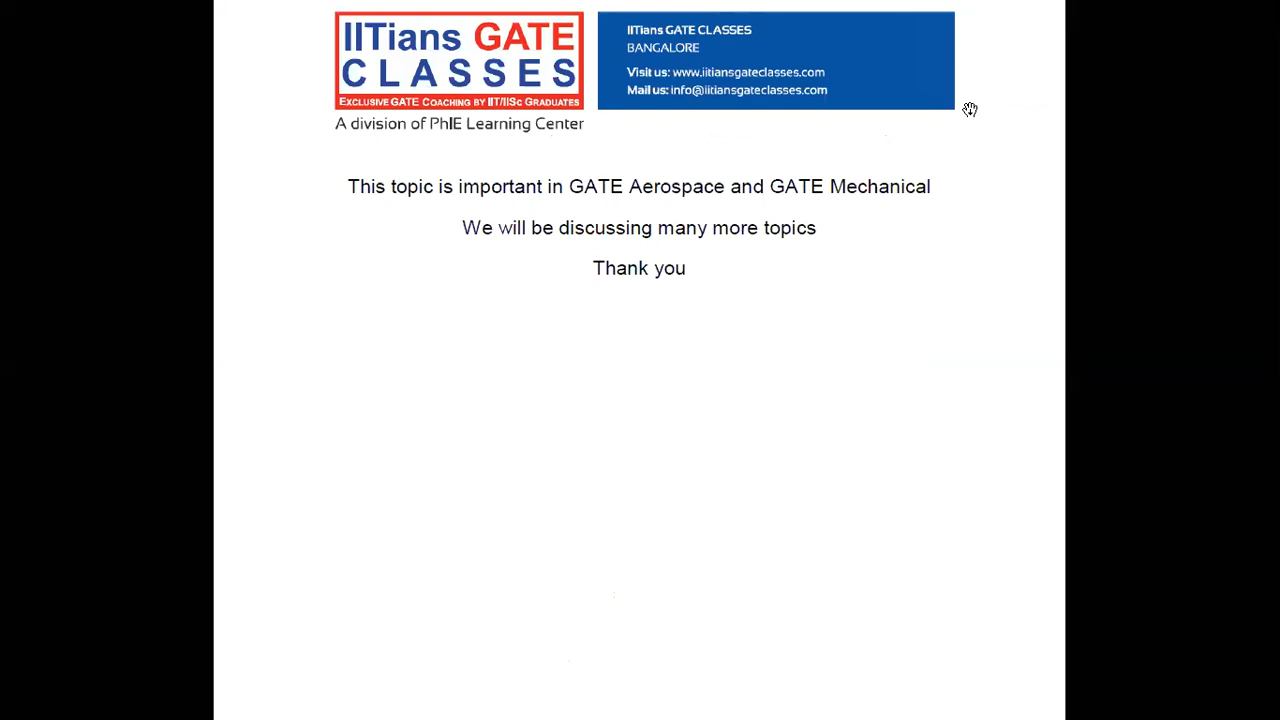 IITians GATE
CLASSES
EXCLUSIVE GATE COACHING BY IIT/IISC GRADUATES
A division of PhIE Learning Center
IITians GATE CLASSES
BANGALORE
Visit us: www.iitiansgateclasses.com
Mail us: info@iitiansgateclasses.com
This topic is important in GATE Aerospace and GATE Mechanical
We will be discussing many more topics
Thank you